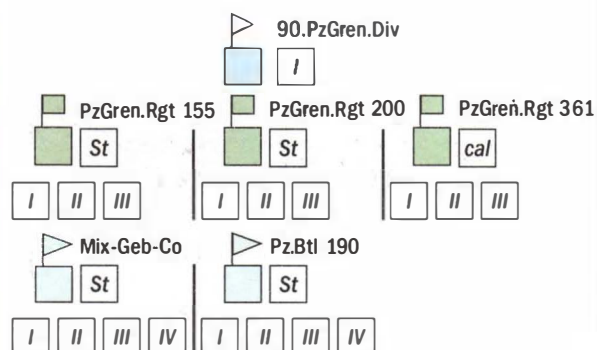 90.PzGren.Div
I
PzGren.Rgt 155 PzGren.Rgt 200 PzGren.Rgt 361
St St cal
I II III I II III I II III
Mix-Geb-Co Pz.Btl 190
St St
I II III IV I II III IV